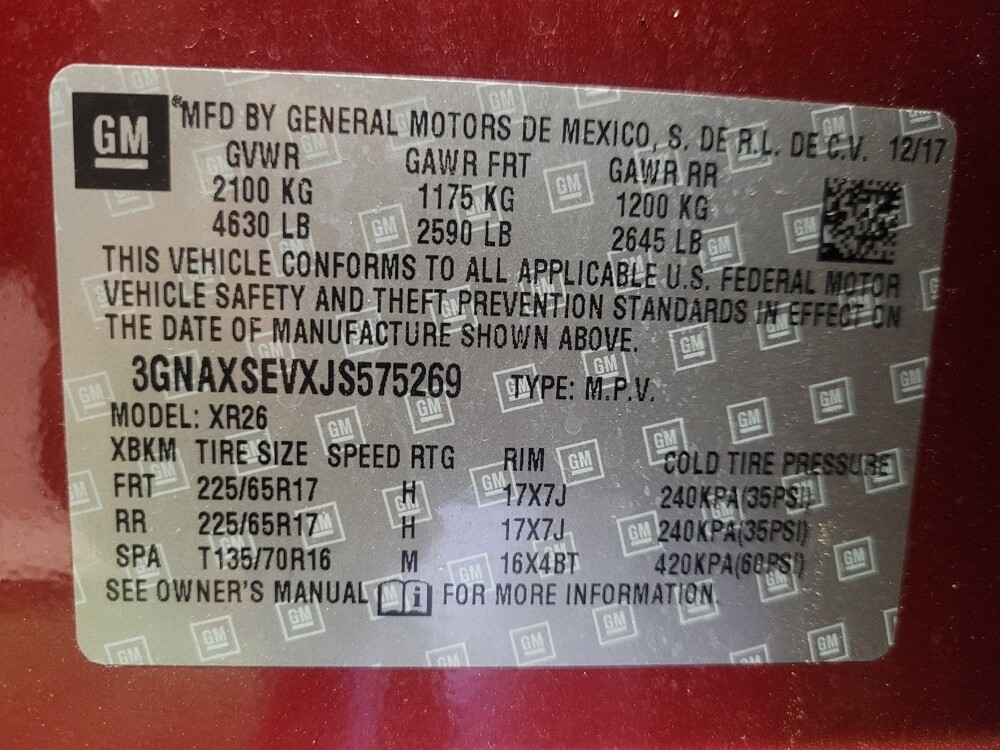 GM ® MFD BY GENERAL MOTORS DE MEXICO, S. DE R.L. DE C.V. 12/17
GVWR GAWR FRT GAWR RR
2100 KG 1175 KG 1200 KG
4630 LB 2590 LB 2645 LB
THIS VEHICLE CONFORMS TO ALL APPLICABLE U.S. FEDERAL MOTOR
VEHICLE SAFETY AND THEFT PREVENTION STANDARDS IN EFFECT ON
THE DATE OF MANUFACTURE SHOWN ABOVE.
3GNAXSEVXJS575269 TYPE: M.P.V.
MODEL: XR26
XBKM TIRE SIZE SPEED RTG RIM COLD TIRE PRESSURE
FRT 225/65R17 H 17X7J 240KPA(35PSI)
RR 225/65R17 H 17X7J 240KPA(35PSI)
SPA T135/70R16 M 16X4BT 420KPA(60PSI)
SEE OWNER'S MANUAL i FOR MORE INFORMATION.